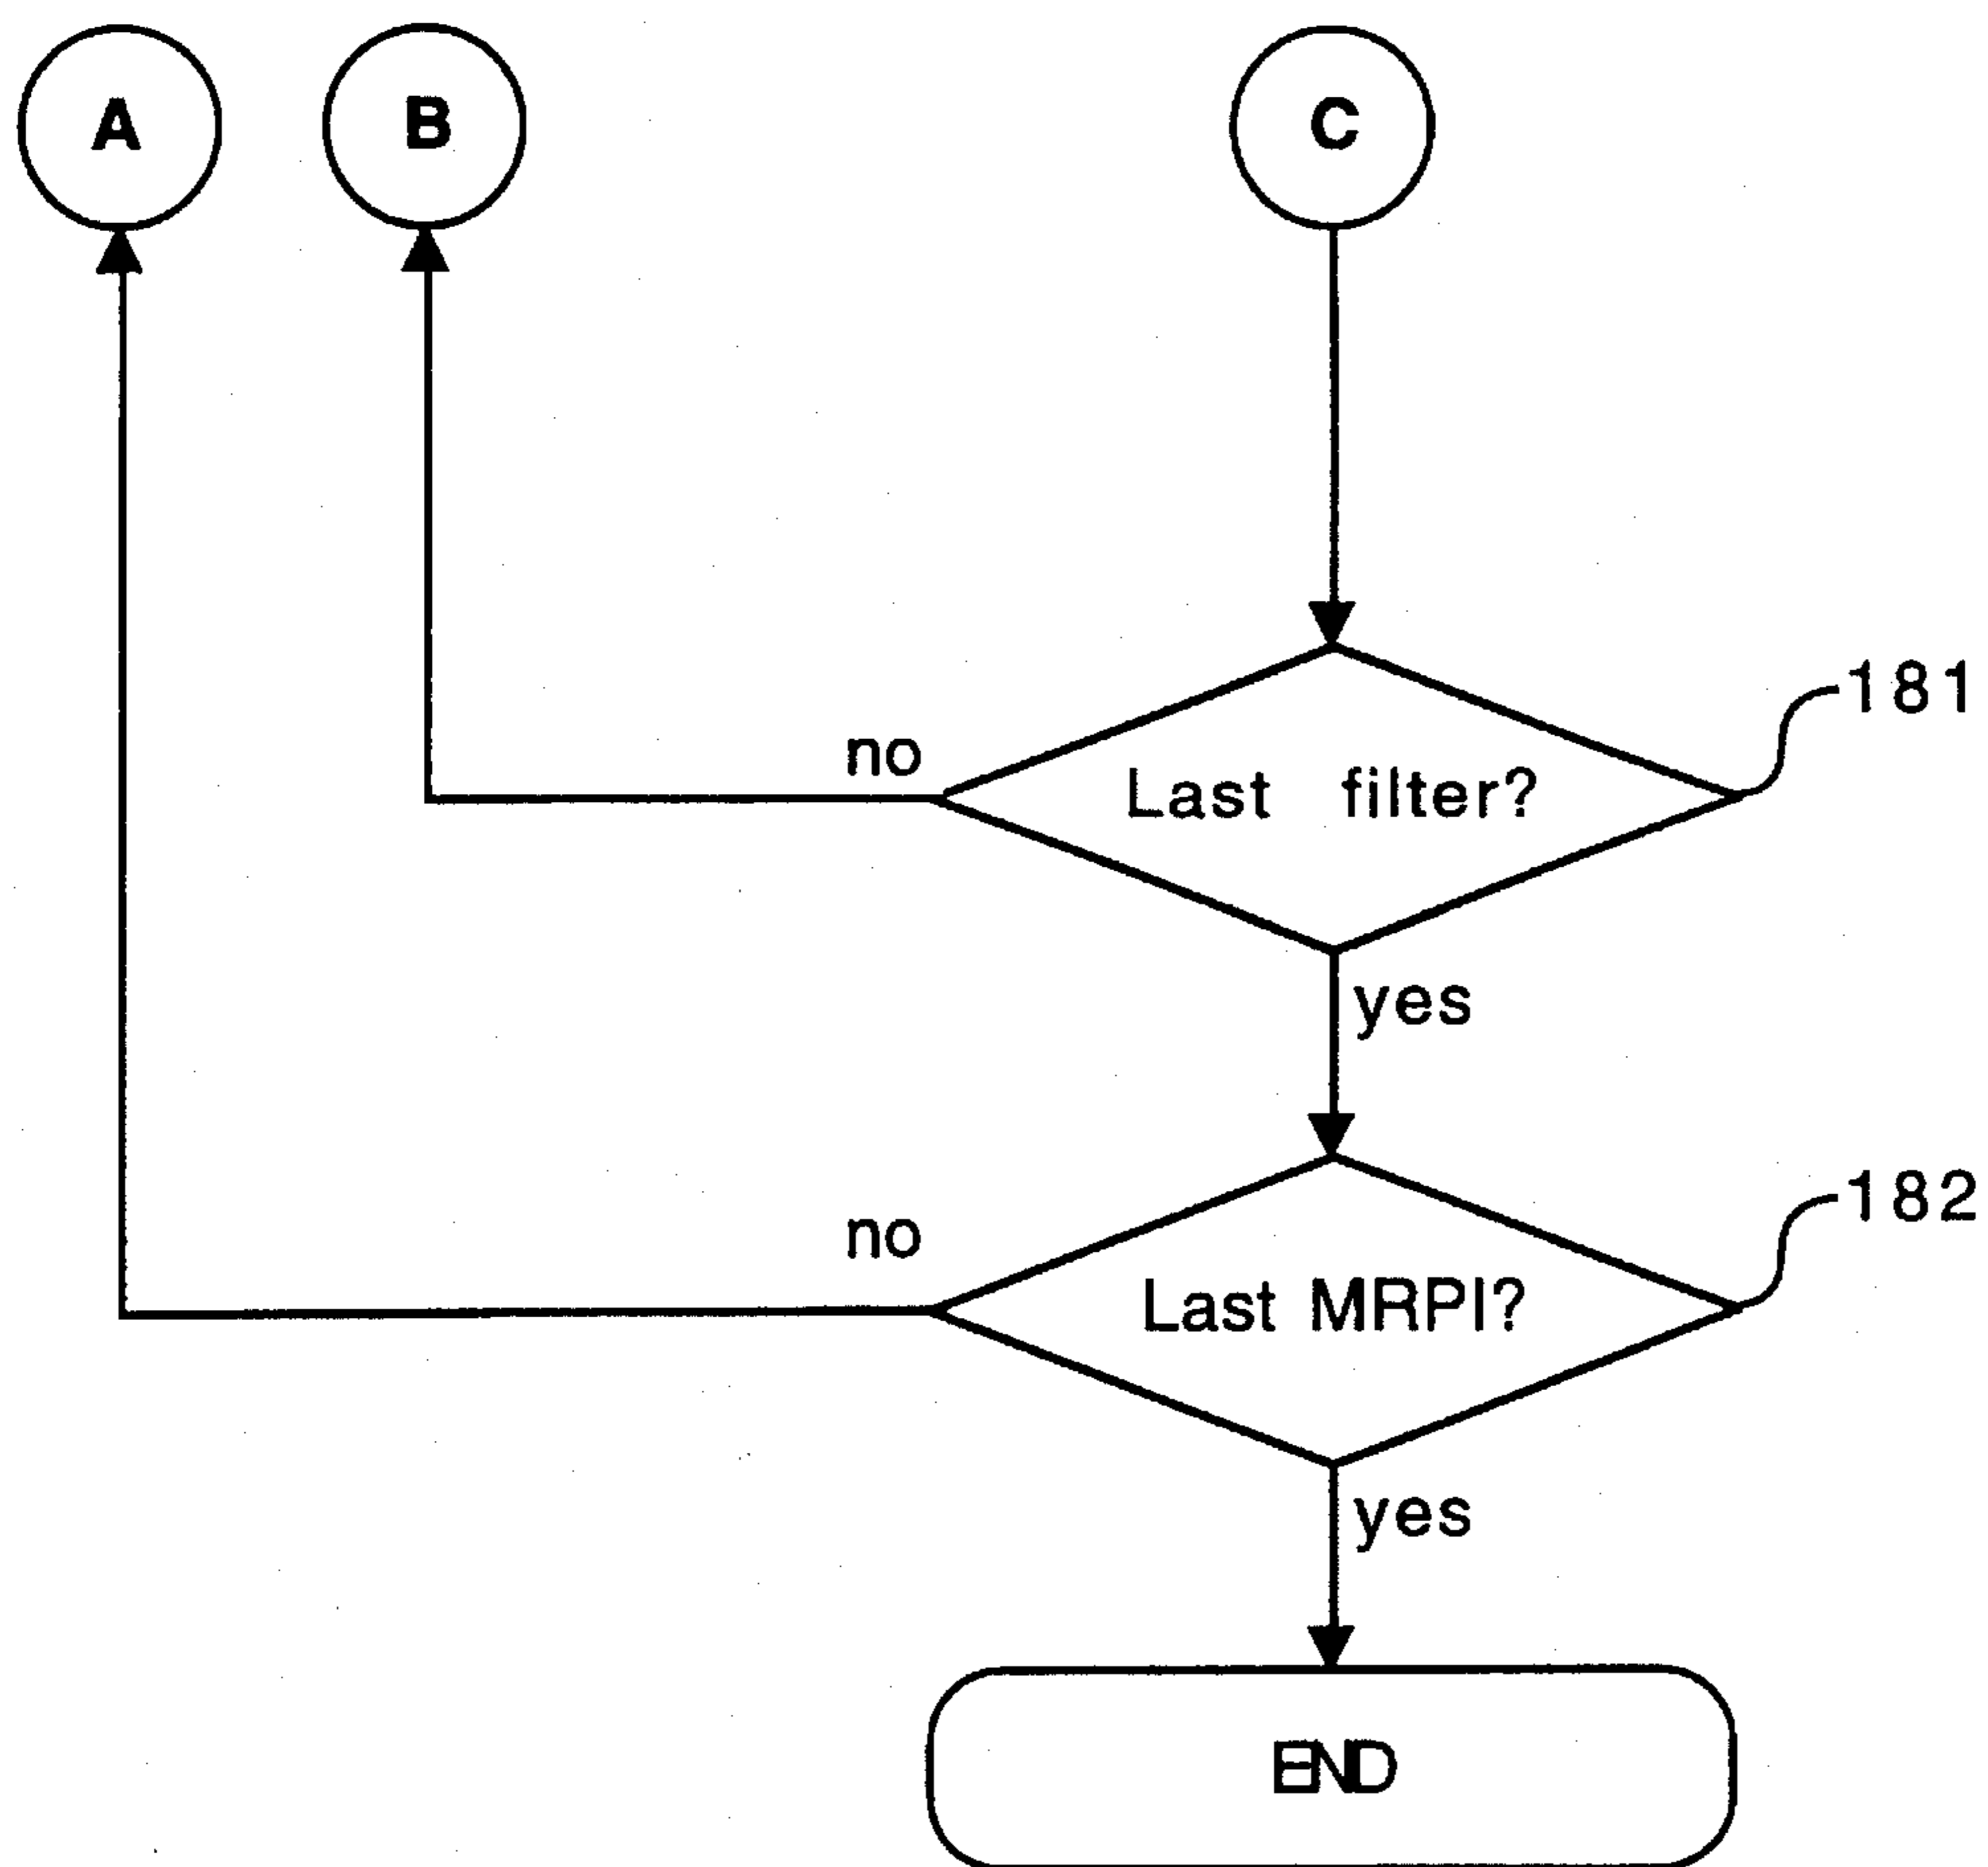 A
B
C
181
no
Last filter?
yes
182
no
Last MRPI?
yes
END